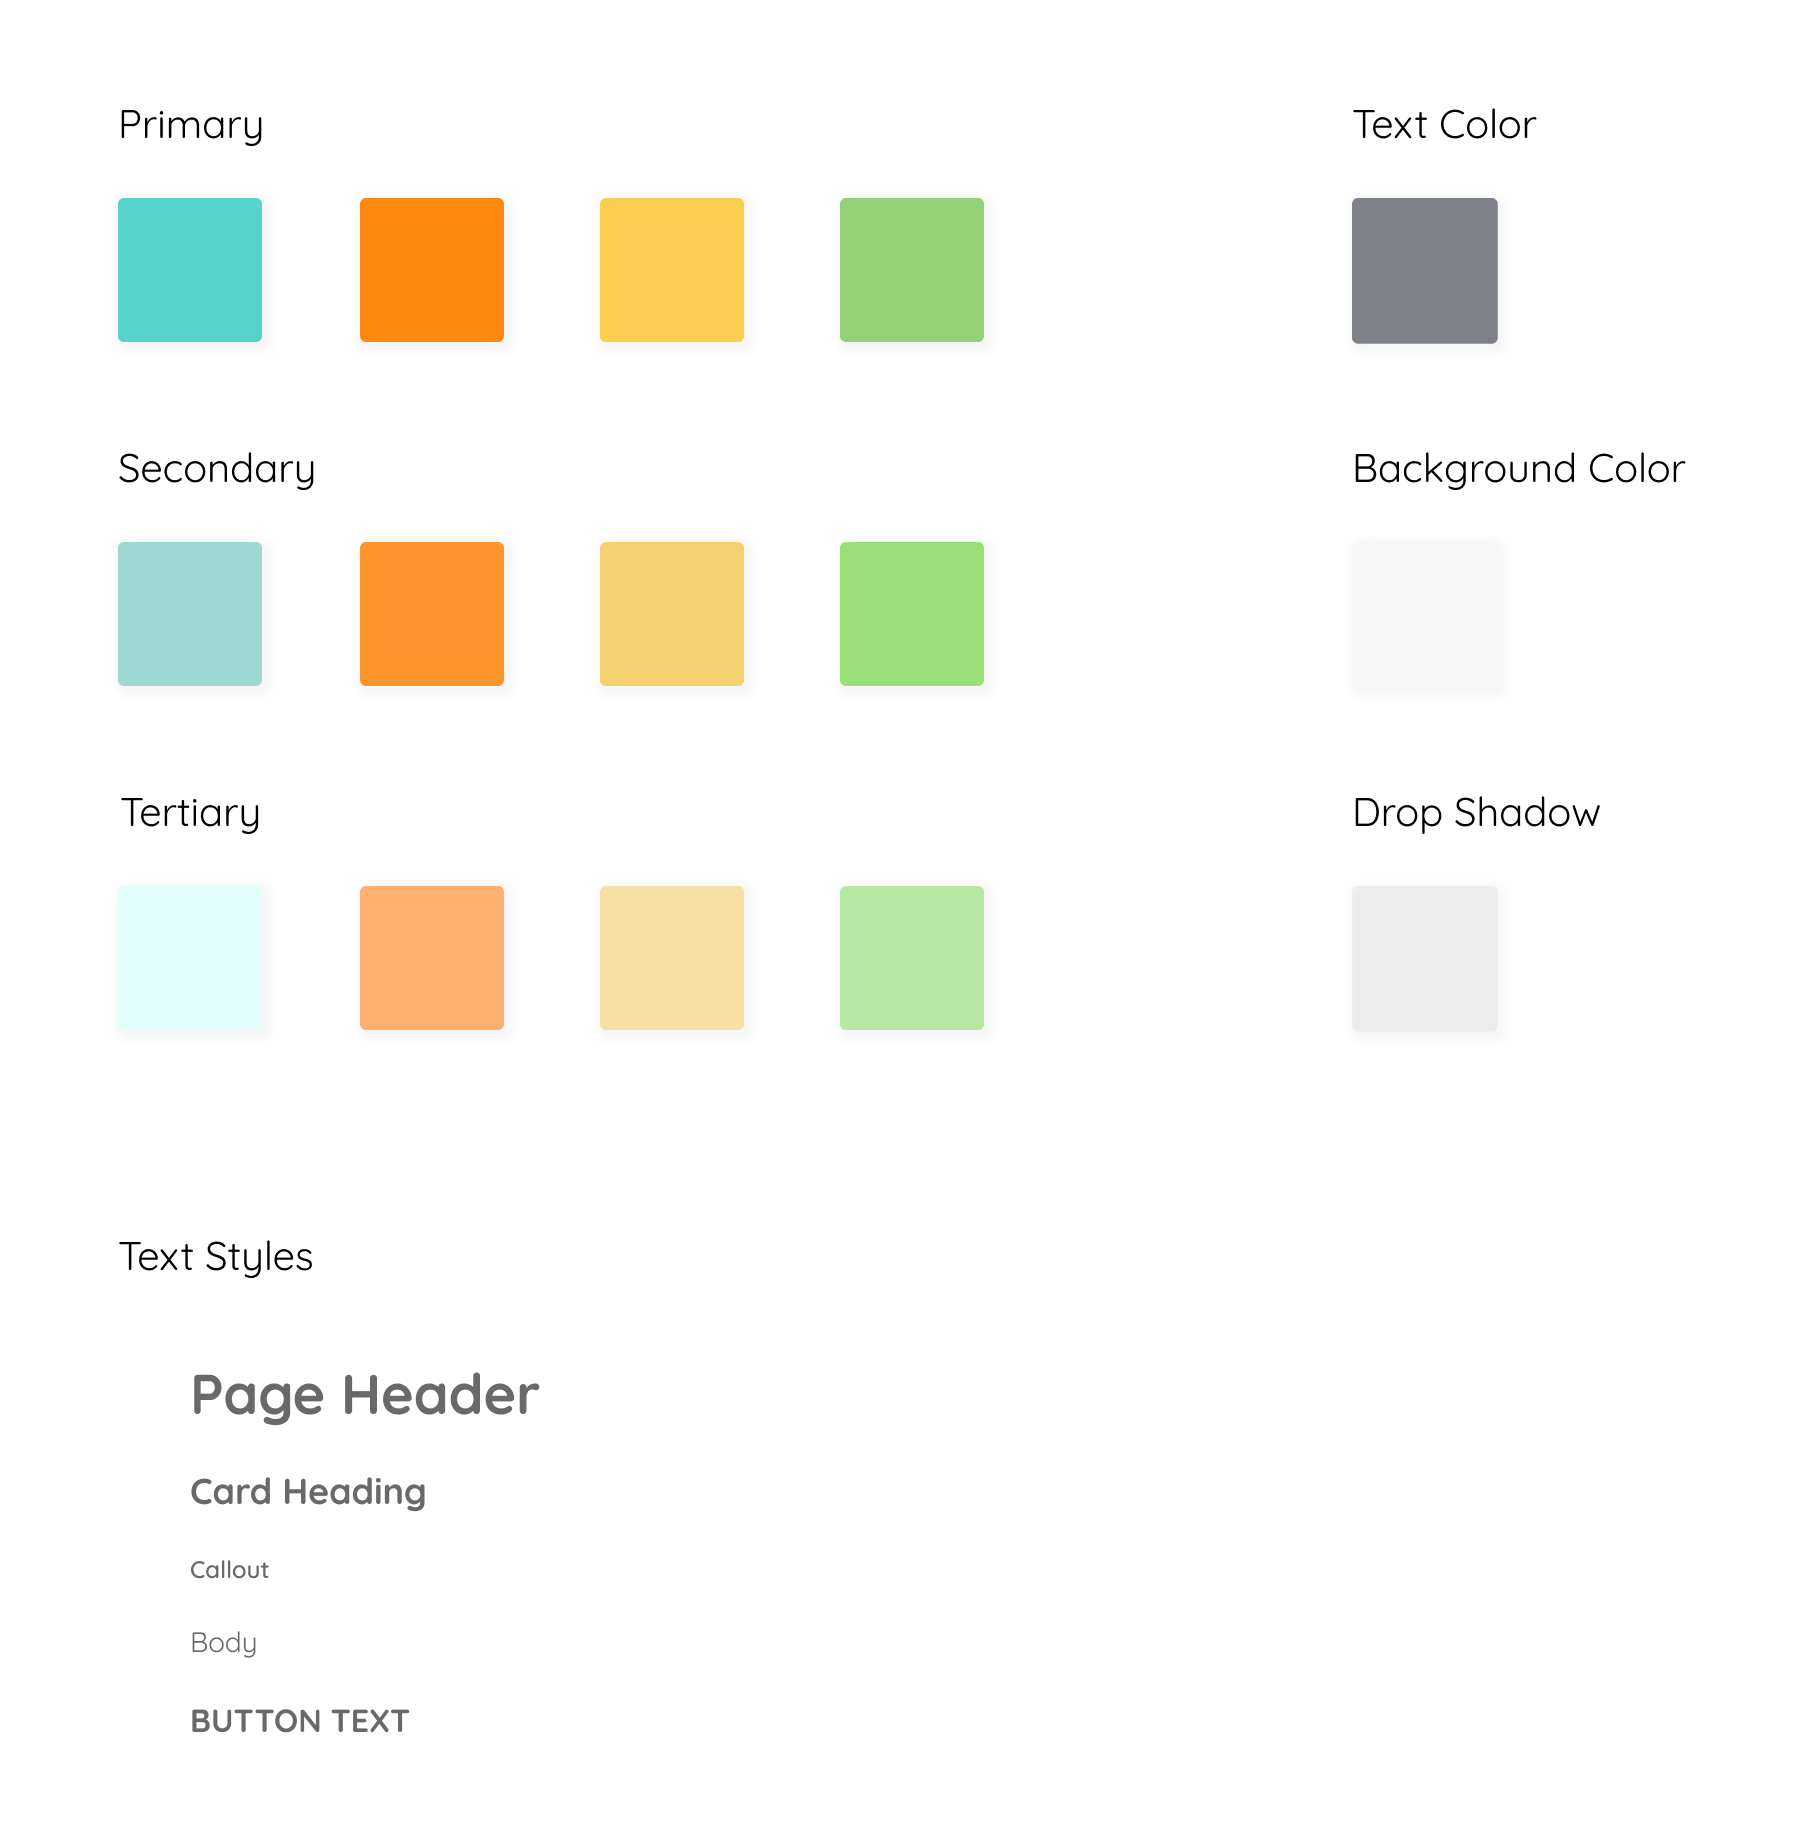 Primary
Text Color
Secondary
Background Color
Tertiary
Drop Shadow
Text Styles
Page Header
Card Heading
Callout
Body
BUTTON TEXT